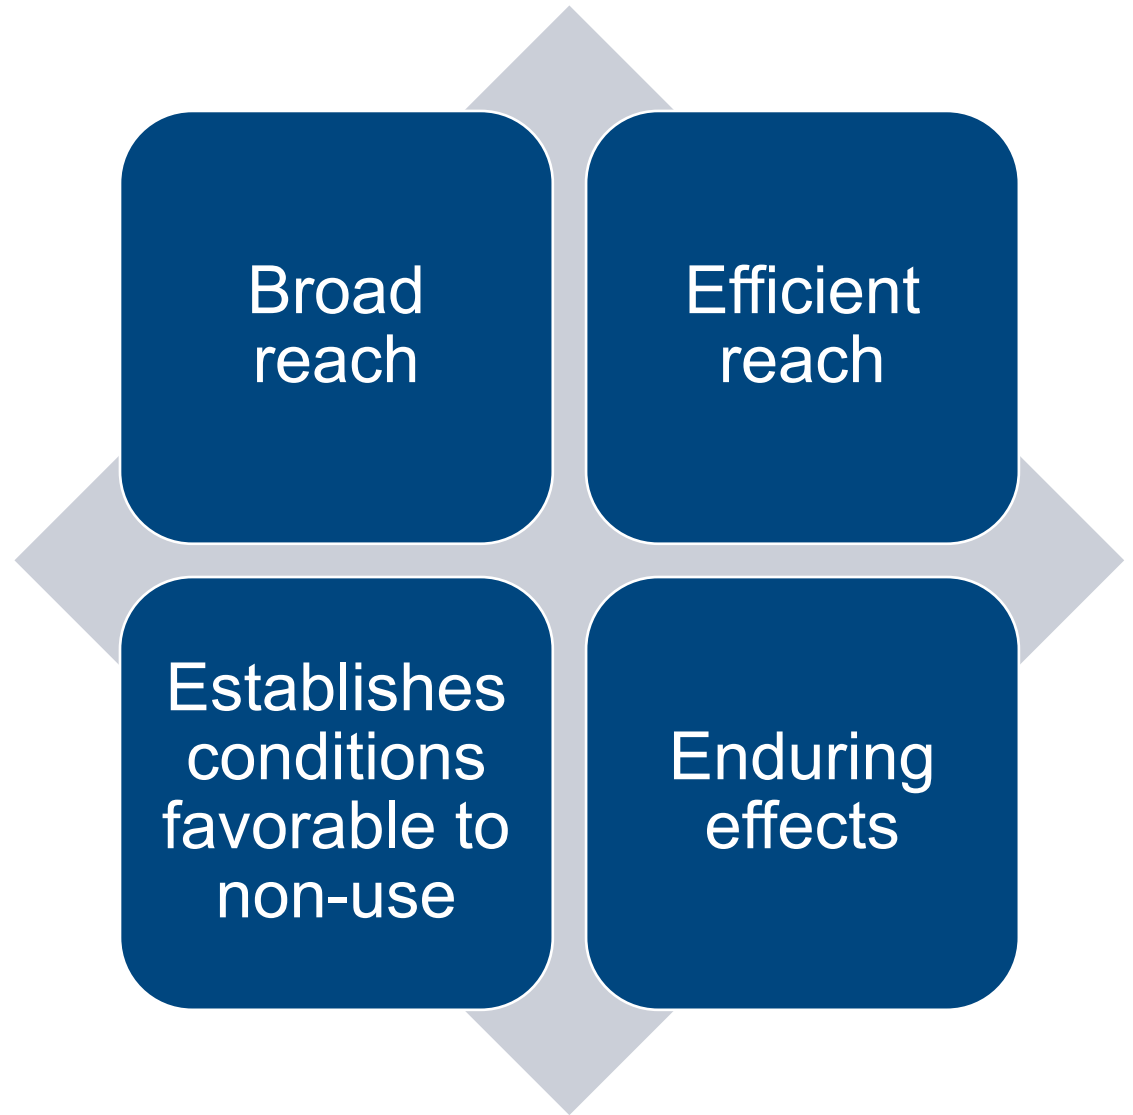 Broad
reach
Efficient
reach
Establishes
conditions
favorable to
non-use
Enduring
effects